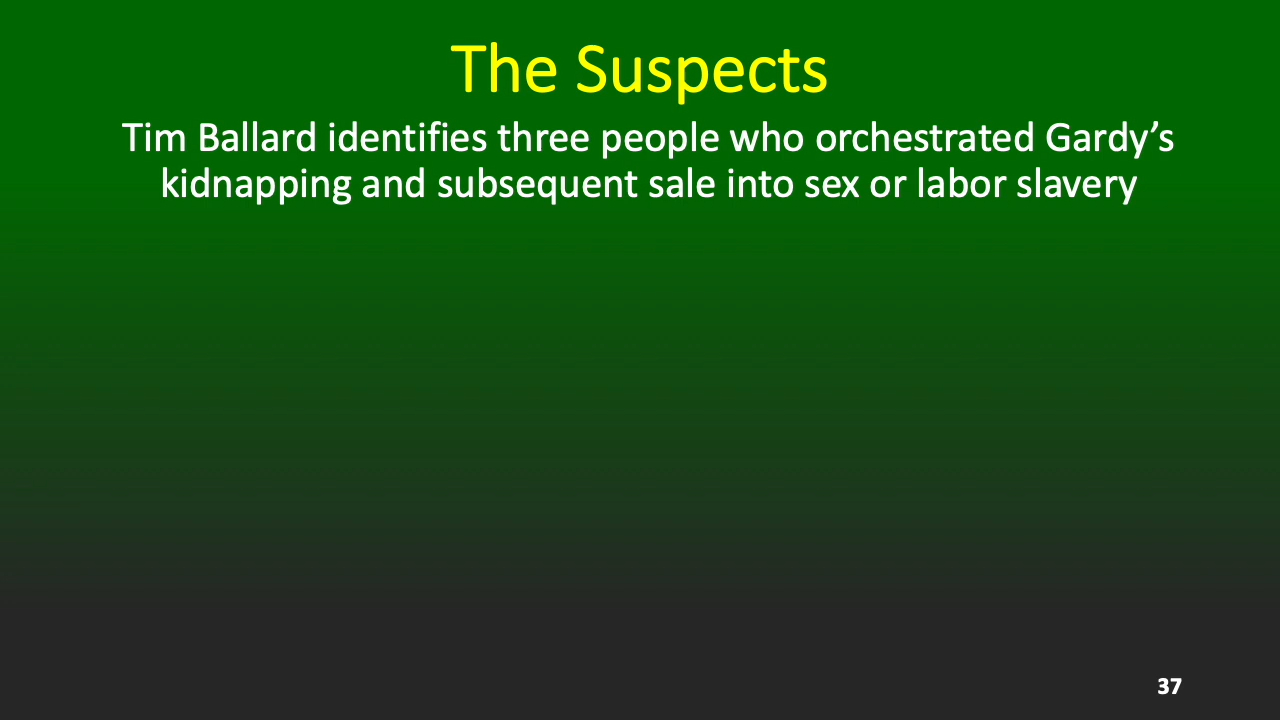 The Suspects
Tim Ballard identifies three people who orchestrated Gardy’s
kidnapping and subsequent sale into sex or labor slavery
37